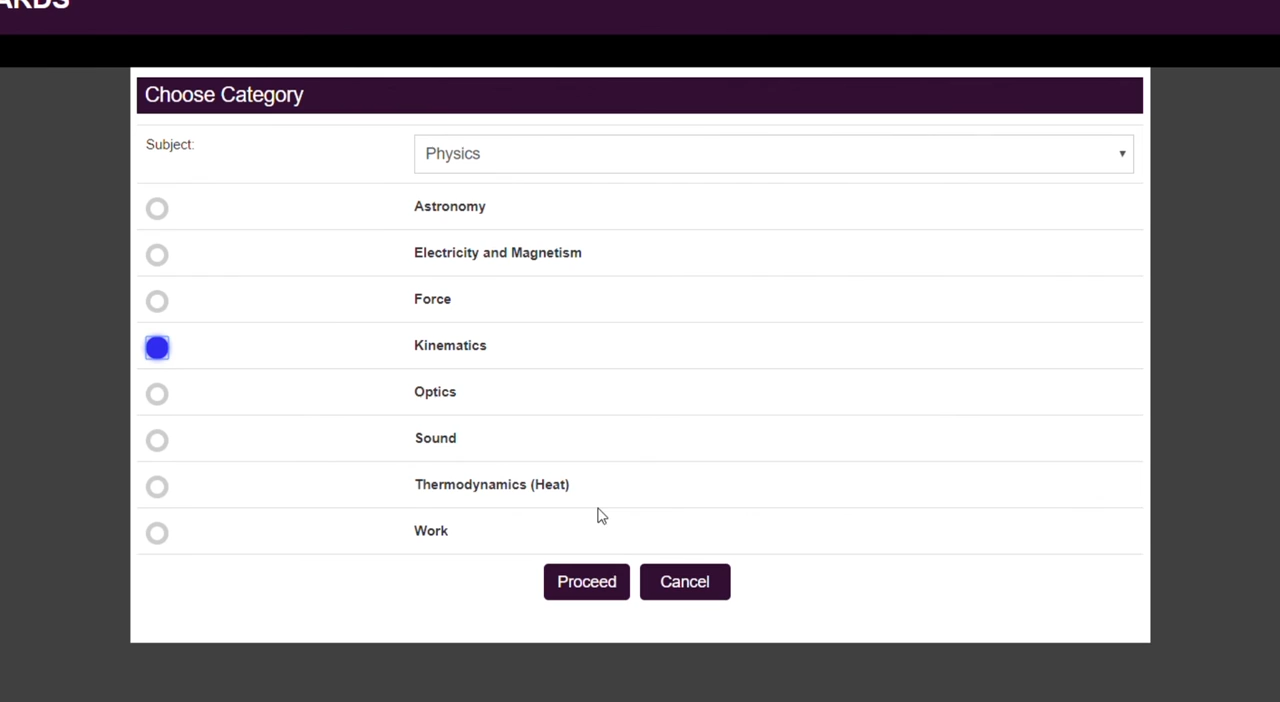 Choose Category
Subject:
Physics
Astronomy
Electricity and Magnetism
Force
Kinematics
Optics
Sound
Thermodynamics (Heat)
Work
Proceed Cancel